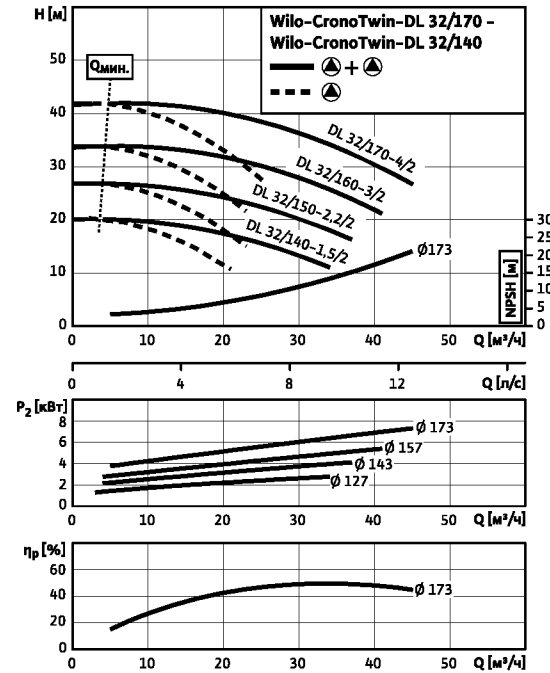 H [м]
Wilo-CronoTwin-DL 32/170 –
Wilo-CronoTwin-DL 32/140
+
Qмин.
50
40
30
20
10
0
DL 32/170-4/2
DL 32/160-3/2
DL 32/150-2,2/2
DL 32/140-1,5/2
Ø173
30
25
20
15
10
5
0
NPSH [м]
0 10 20 30 40 50 Q [м³/ч]
0 4 8 12 Q [л/с]
P₂ [кВт]
8
6
4
2
0
Ø 173
Ø 157
Ø 143
Ø 127
0 10 20 30 40 50 Q [м³/ч]
ηp [%]
60
40
20
0
Ø 173
0 10 20 30 40 50 Q [м³/ч]